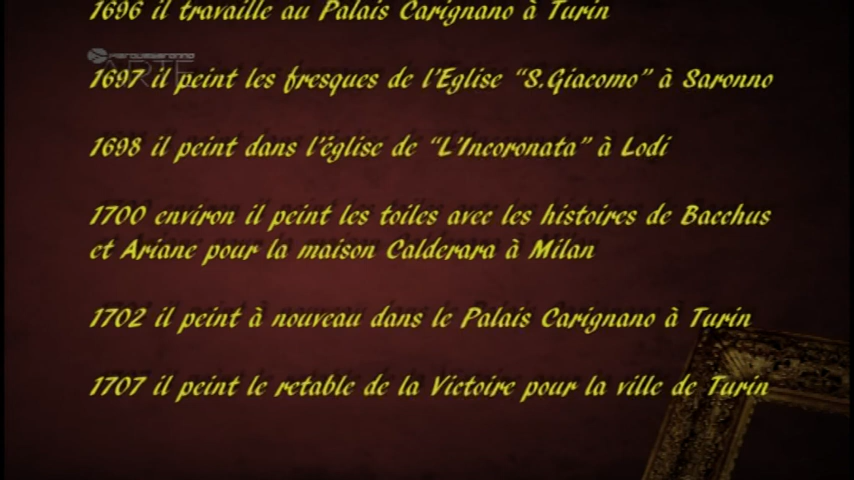 1696 il travaille au Palais Carignano à Turin
1697 il peint les fresques de l'Eglise "S.Giacomo" à Saronno
ARTE
1698 il peint dans l'église de "L'Incoronata" à Lodi
1700 environ il peint les toiles avec les histoires de Bacchus
et Ariane pour la maison Calderara à Milan
1702 il peint à nouveau dans le Palais Carignano à Turin
1707 il peint le retable de la Victoire pour la ville de Turin